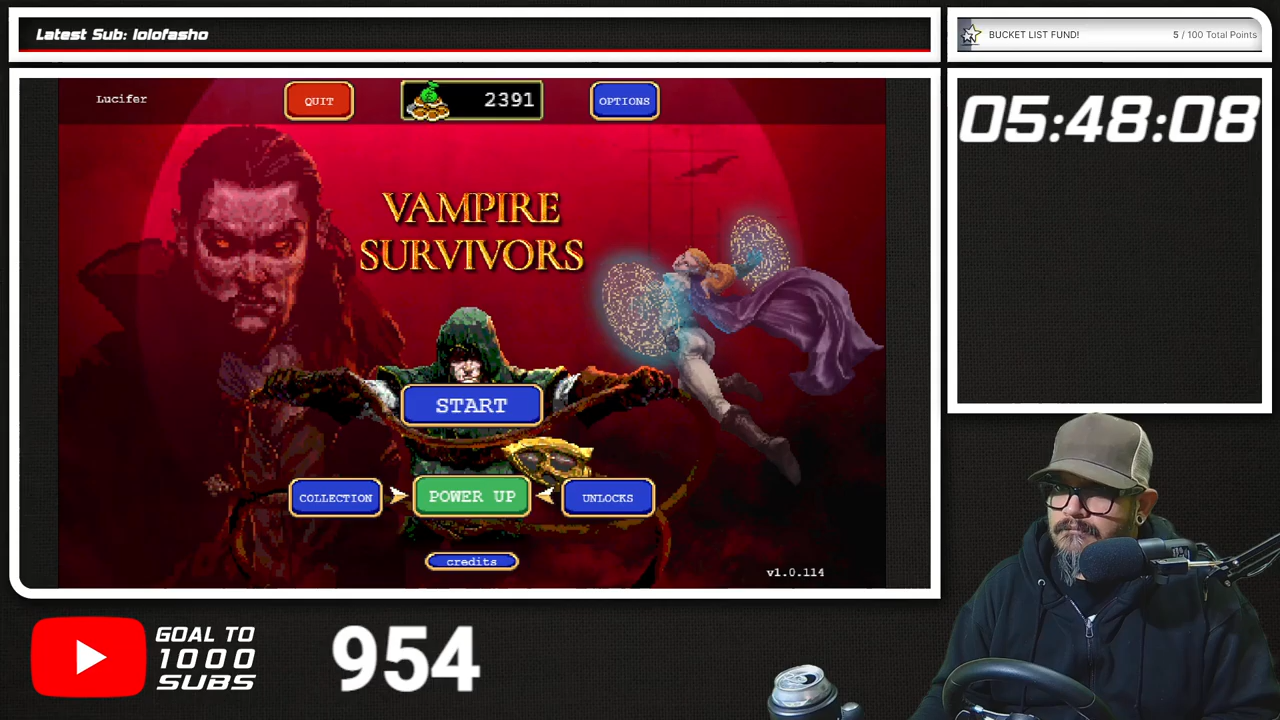 Latest Sub: lolofasho
BUCKET LIST FUND!
5 / 100 Total Points
Lucifer
QUIT
2391
OPTIONS
05:48:08
VAMPIRE
SURVIVORS
START
COLLECTION
POWER UP
UNLOCKS
credits
v1.0.114
GOAL TO
1000
SUBS
954